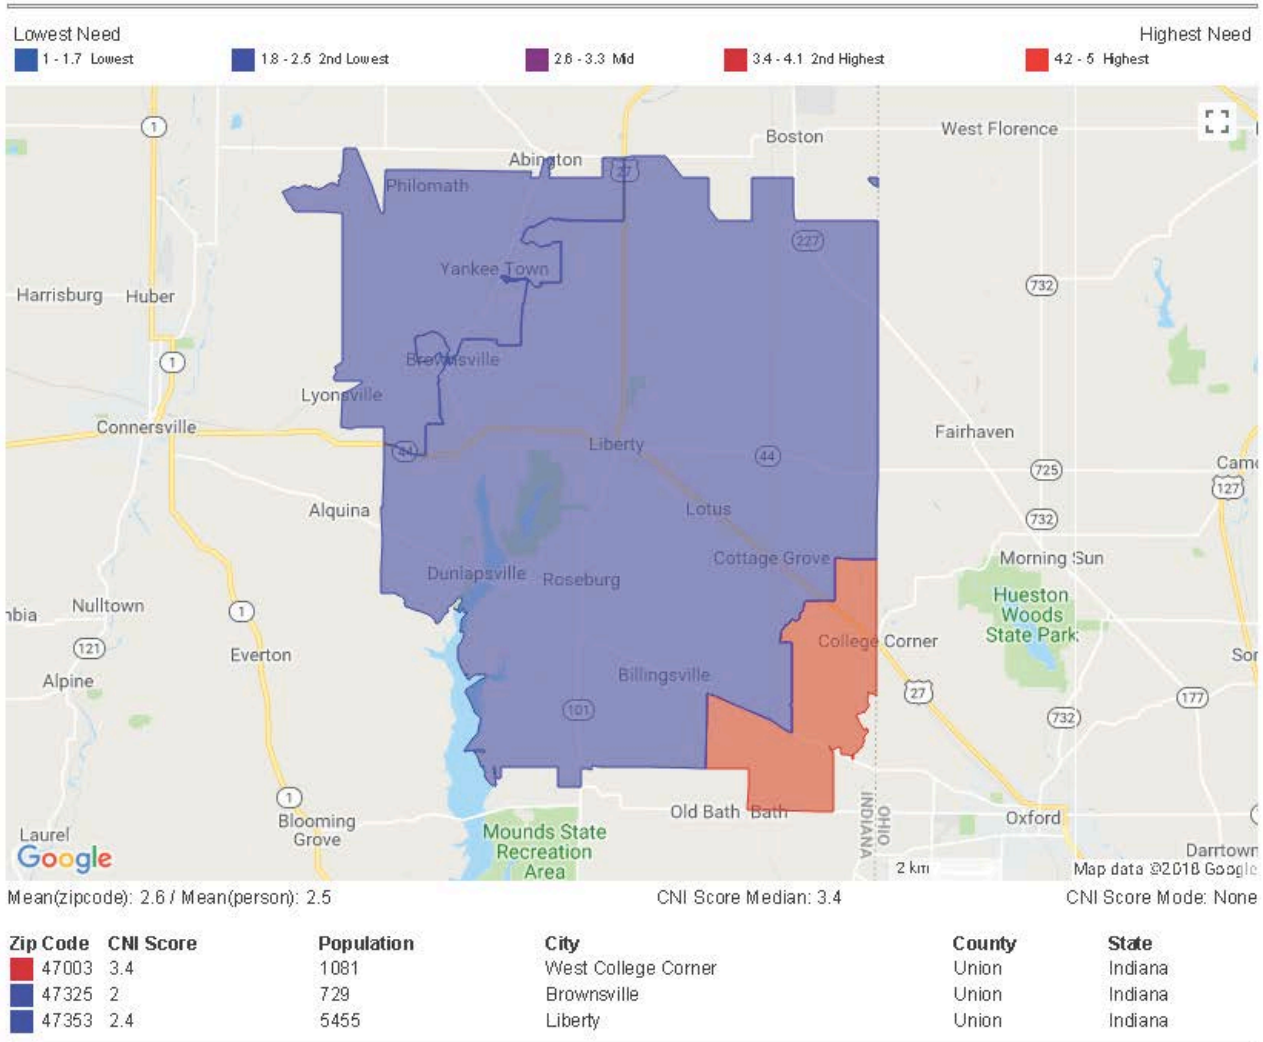 Lowest Need
Highest Need
1 - 1.7 Lowest
1.8 - 2.5 2nd Lowest
2.6 - 3.3 Mid
3.4 - 4.1 2nd Highest
4.2 - 5 Highest
1
Boston
West Florence
Abington
27
Philomath
227
Yankee Town
732
Harrisburg
Huber
1
Brownsville
Lyonsville
Connersville
Fairhaven
Liberty
44
44
725
Camd
127
Alquina
Lotus
732
Cottage Grove
Morning Sun
Dunlapsville
Roseburg
Hueston
Woods
State Park
Nulltown
1
College Corner
121
Everton
Alpine
Billingsville
27
177
101
732
1
Old Bath
Bath
Oxford
Blooming
Grove
INDIANA
OHIO
Laurel
Mounds State
Recreation
Area
Darrtown
Google
2 km
Map data ©2018 Google
Mean(zipcode): 2.6 / Mean(person): 2.5
CNI Score Median: 3.4
CNI Score Mode: None
Zip Code CNI Score Population City County State
47003 3.4 1081 West College Corner Union Indiana
47325 2 729 Brownsville Union Indiana
47353 2.4 5455 Liberty Union Indiana